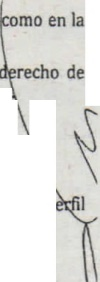 como en la
derecho de
erfil